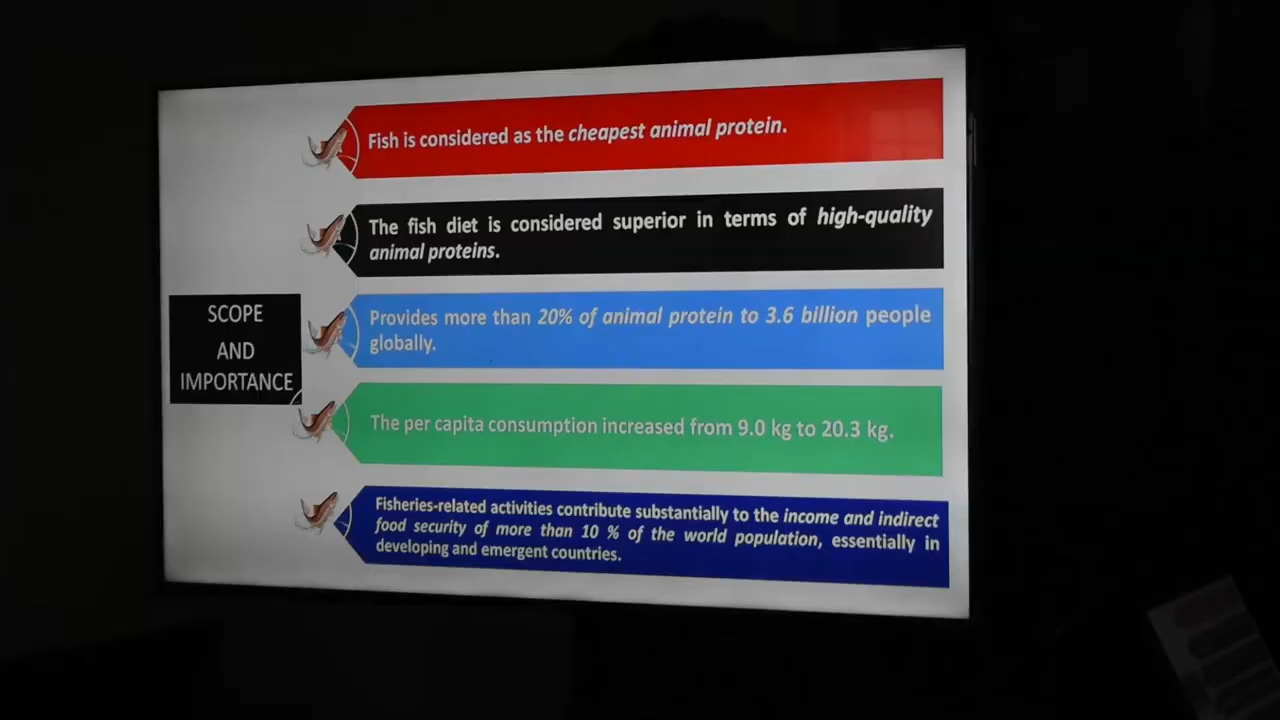 SCOPE
AND
IMPORTANCE
Fish is considered as the cheapest animal protein.
The fish diet is considered superior in terms of high-quality
animal proteins.
Provides more than 20% of animal protein to 3.6 billion people
globally.
The per capita consumption increased from 9.0 kg to 20.3 kg.
Fisheries-related activities contribute substantially to the income and indirect
food security of more than 10 % of the world population, essentially in
developing and emergent countries.